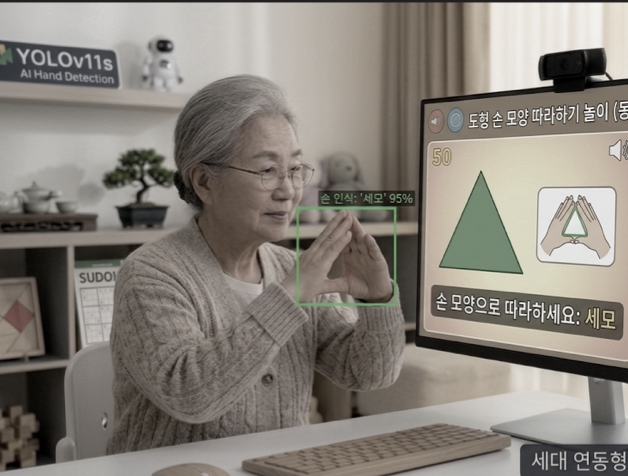 YOLOv11s
AI Hand Detection
손 인식: '세모' 95%
도형 손 모양 따라하기 놀이 (동
50
SUDO
손 모양으로 따라하세요: 세모
세대 연동형